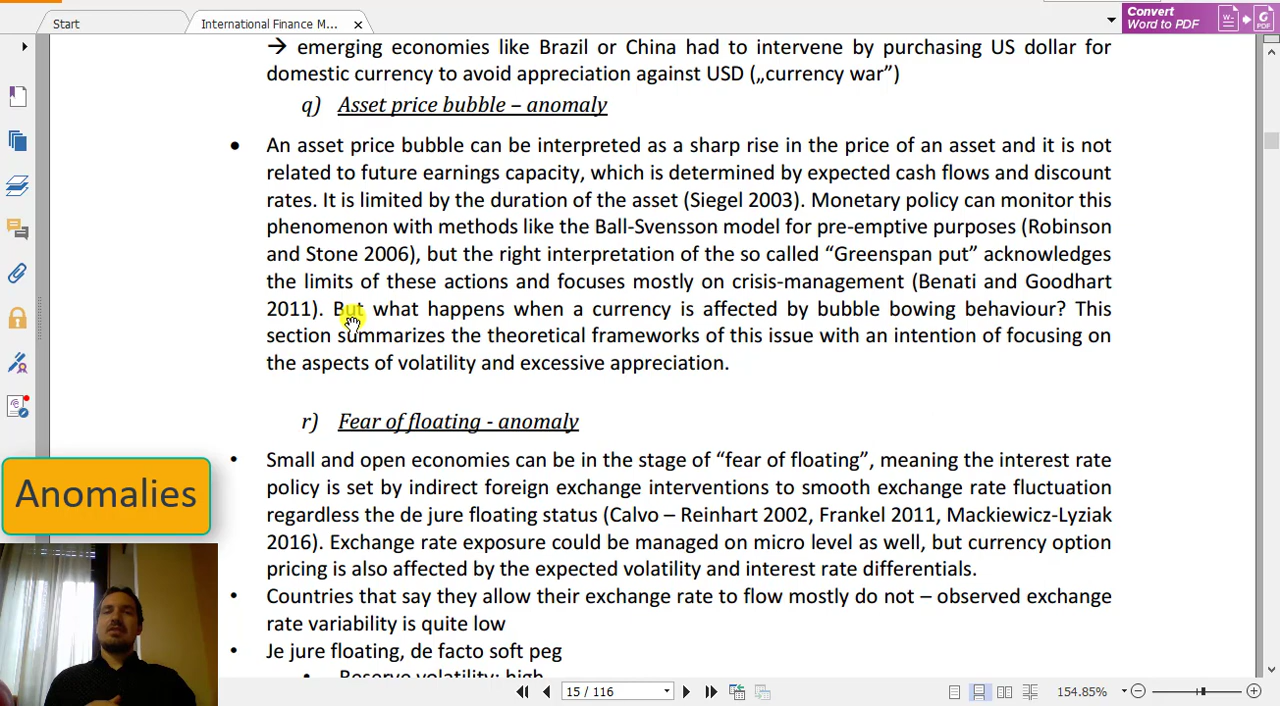 Start
International Finance M...
Convert
Word to PDF
→ emerging economies like Brazil or China had to intervene by purchasing US dollar for
domestic currency to avoid appreciation against USD („currency war”)
q) Asset price bubble – anomaly
• An asset price bubble can be interpreted as a sharp rise in the price of an asset and it is not
related to future earnings capacity, which is determined by expected cash flows and discount
rates. It is limited by the duration of the asset (Siegel 2003). Monetary policy can monitor this
phenomenon with methods like the Ball-Svensson model for pre-emptive purposes (Robinson
and Stone 2006), but the right interpretation of the so called “Greenspan put” acknowledges
the limits of these actions and focuses mostly on crisis-management (Benati and Goodhart
2011). But what happens when a currency is affected by bubble bowing behaviour? This
section summarizes the theoretical frameworks of this issue with an intention of focusing on
the aspects of volatility and excessive appreciation.
r) Fear of floating - anomaly
• Small and open economies can be in the stage of “fear of floating”, meaning the interest rate
policy is set by indirect foreign exchange interventions to smooth exchange rate fluctuation
regardless the de jure floating status (Calvo – Reinhart 2002, Frankel 2011, Mackiewicz-Lyziak
2016). Exchange rate exposure could be managed on micro level as well, but currency option
pricing is also affected by the expected volatility and interest rate differentials.
• Countries that say they allow their exchange rate to flow mostly do not – observed exchange
rate variability is quite low
• Je jure floating, de facto soft peg
• Reserve volatility: high
Anomalies
15 / 116
154.85%